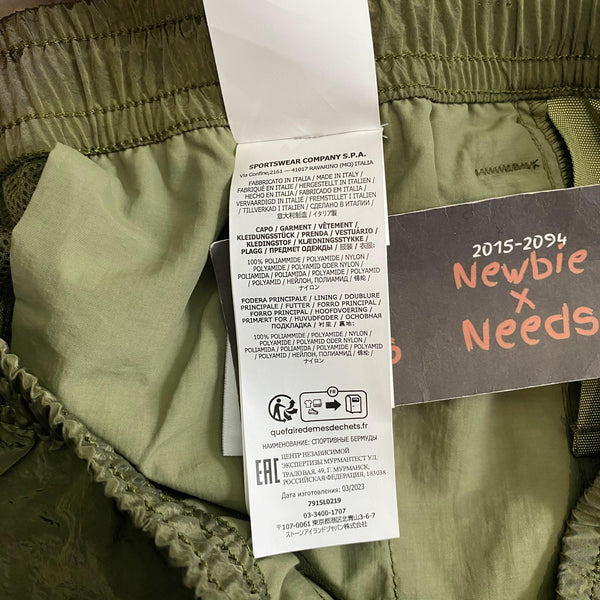 SPORTSWEAR COMPANY S.P.A.
via Confine,2161 — 41017 RAVARINO (MO) ITALIA
FABBRICATO IN ITALIA / MADE IN ITALY /
FABRIQUÉ EN ITALIE / HERGESTELLT IN ITALIEN /
HECHO EN ITALIA / FABRICADO EM ITALIA /
VERVAARDIGD IN ITALIË / FREMSTILLET I ITALIEN
/ TILLVERKAD I ITALIEN / СДЕЛАНО В ИТАЛИИ /
意大利制造 / イタリア製
CAPO / GARMENT / VÊTEMENT /
KLEIDUNGSSTÜCK / PRENDA / VESTUÁRIO /
KLEDINGSTOF / KLÆDNINGSSTYKKE /
PLAGG / ПРЕДМЕТ ОДЕЖДЫ / 服装 / 衣服:
100% POLIAMMIDE / POLYAMIDE / NYLON /
POLYAMIDE / POLYAMID ODER NYLON /
POLIAMIDA / POLIAMIDA / POLYAMIDE / POLYAMID /
POLYAMID / НЕЙЛОН, ПОЛИАМИД / 锦纶 /
ナイロン
FODERA PRINCIPALE / LINING / DOUBLURE
PRINCIPALE / FUTTER / FORRO PRINCIPAL /
FORRO PRINCIPAL / HOOFDVOERING /
PRIMÆRT FOR / HUVUDFODER / ОСНОВНАЯ
ПОДКЛАДКА / 衬里 / 裏地:
100% POLIAMMIDE / POLYAMIDE / NYLON /
POLYAMIDE / POLYAMID ODER NYLON /
POLIAMIDA / POLIAMIDA / POLYAMIDE / POLYAMID /
POLYAMID / НЕЙЛОН, ПОЛИАМИД / 锦纶 /
ナイロン
FR
quefairedemesdechets.fr
НАИМЕНОВАНИЕ: СПОРТИВНЫЕ БЕРМУДЫ
EAC
ЦЕНТР НЕЗАВИСИМОЙ
ЭКСПЕРТИЗЫ МУРМАНТЕСТ УЛ.
ТРАЛОВАЯ, 49, Г. МУРМАНСК,
РОССИЙСКАЯ ФЕДЕРАЦИЯ, 183038
Дата изготовления: 03/2023
7915L0219
03-3400-1707
〒107-0061 東京都港区北青山3-6-7
ストーンアイランドジャパン(株)
2015-2094
Newbie
x
Needs